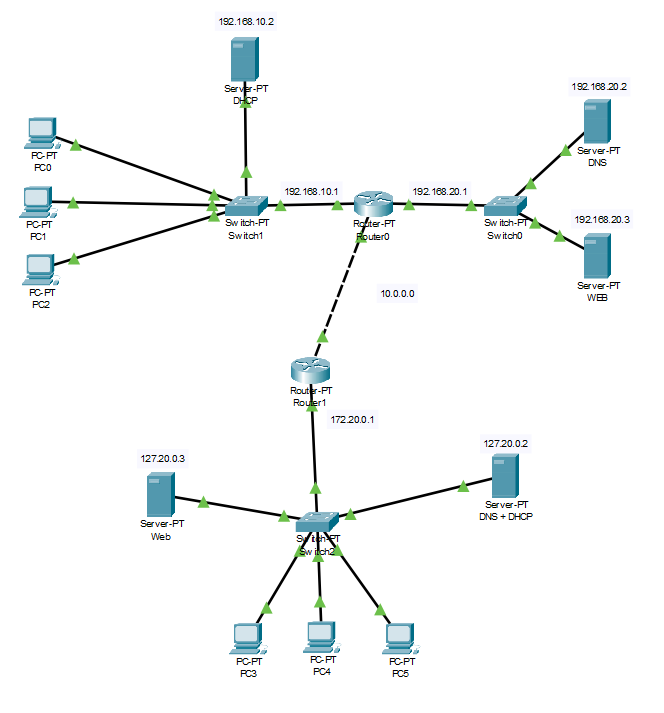 192.168.10.2
Server-PT
DHCP
192.168.20.2
Server-PT
DNS
PC-PT
PC0
192.168.10.1
192.168.20.1
PC-PT
PC1
Switch-PT
Switch1
Router-PT
Router0
Switch-PT
Switch0
192.168.20.3
Server-PT
WEB
PC-PT
PC2
10.0.0.0
Router-PT
Router1
172.20.0.1
127.20.0.3
Server-PT
Web
127.20.0.2
Server-PT
DNS + DHCP
Switch-PT
Switch2
PC-PT
PC3
PC-PT
PC4
PC-PT
PC5